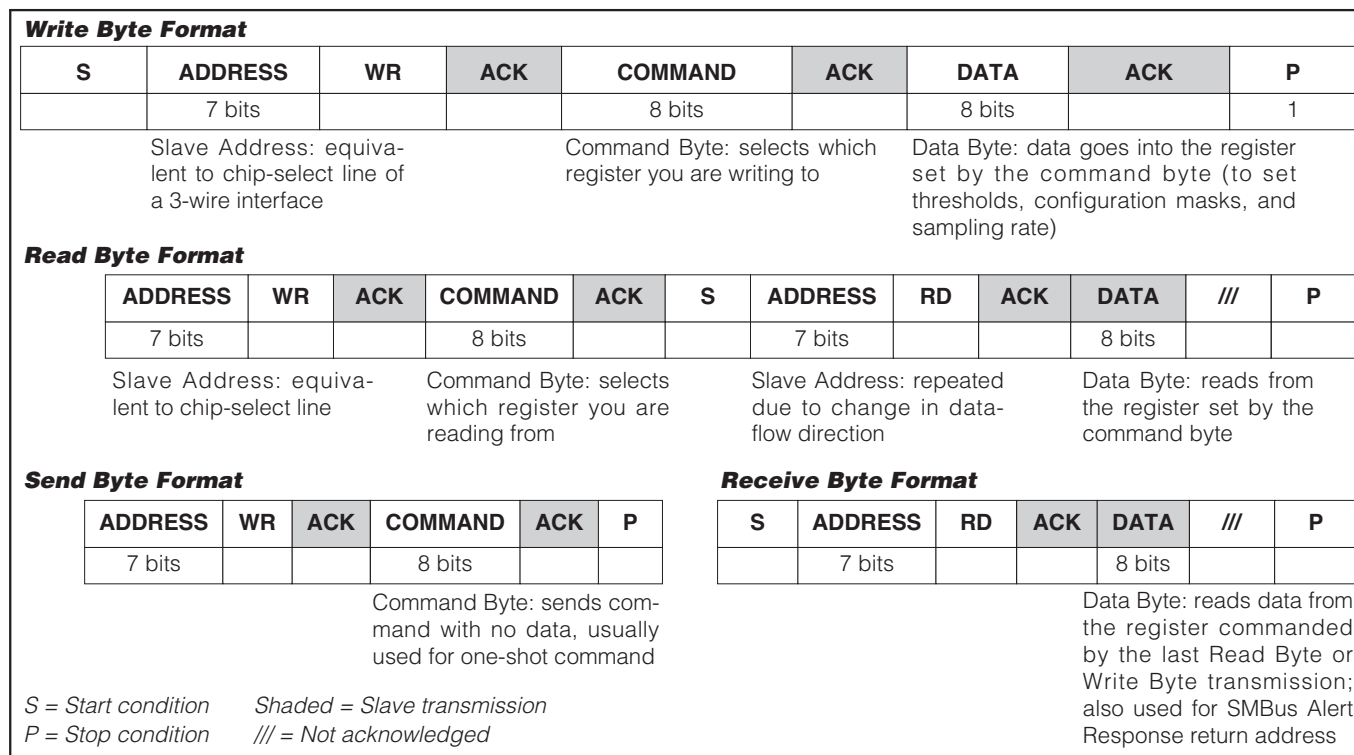 Write Byte Format
S ADDRESS WR ACK COMMAND ACK DATA ACK P
7 bits 8 bits 8 bits 1
Slave Address: equiva-
lent to chip-select line of
a 3-wire interface
Command Byte: selects which
register you are writing to
Data Byte: data goes into the register
set by the command byte (to set
thresholds, configuration masks, and
sampling rate)
Read Byte Format
ADDRESS WR ACK COMMAND ACK S ADDRESS RD ACK DATA /// P
7 bits 8 bits 7 bits 8 bits
Slave Address: equiva-
lent to chip-select line
Command Byte: selects
which register you are
reading from
Slave Address: repeated
due to change in data-
flow direction
Data Byte: reads from
the register set by the
command byte
Send Byte Format
ADDRESS WR ACK COMMAND ACK P
7 bits 8 bits
Command Byte: sends com-
mand with no data, usually
used for one-shot command
Receive Byte Format
S ADDRESS RD ACK DATA /// P
7 bits 8 bits
Data Byte: reads data from
the register commanded
by the last Read Byte or
Write Byte transmission;
also used for SMBus Alert
Response return address
S = Start condition Shaded = Slave transmission
P = Stop condition /// = Not acknowledged